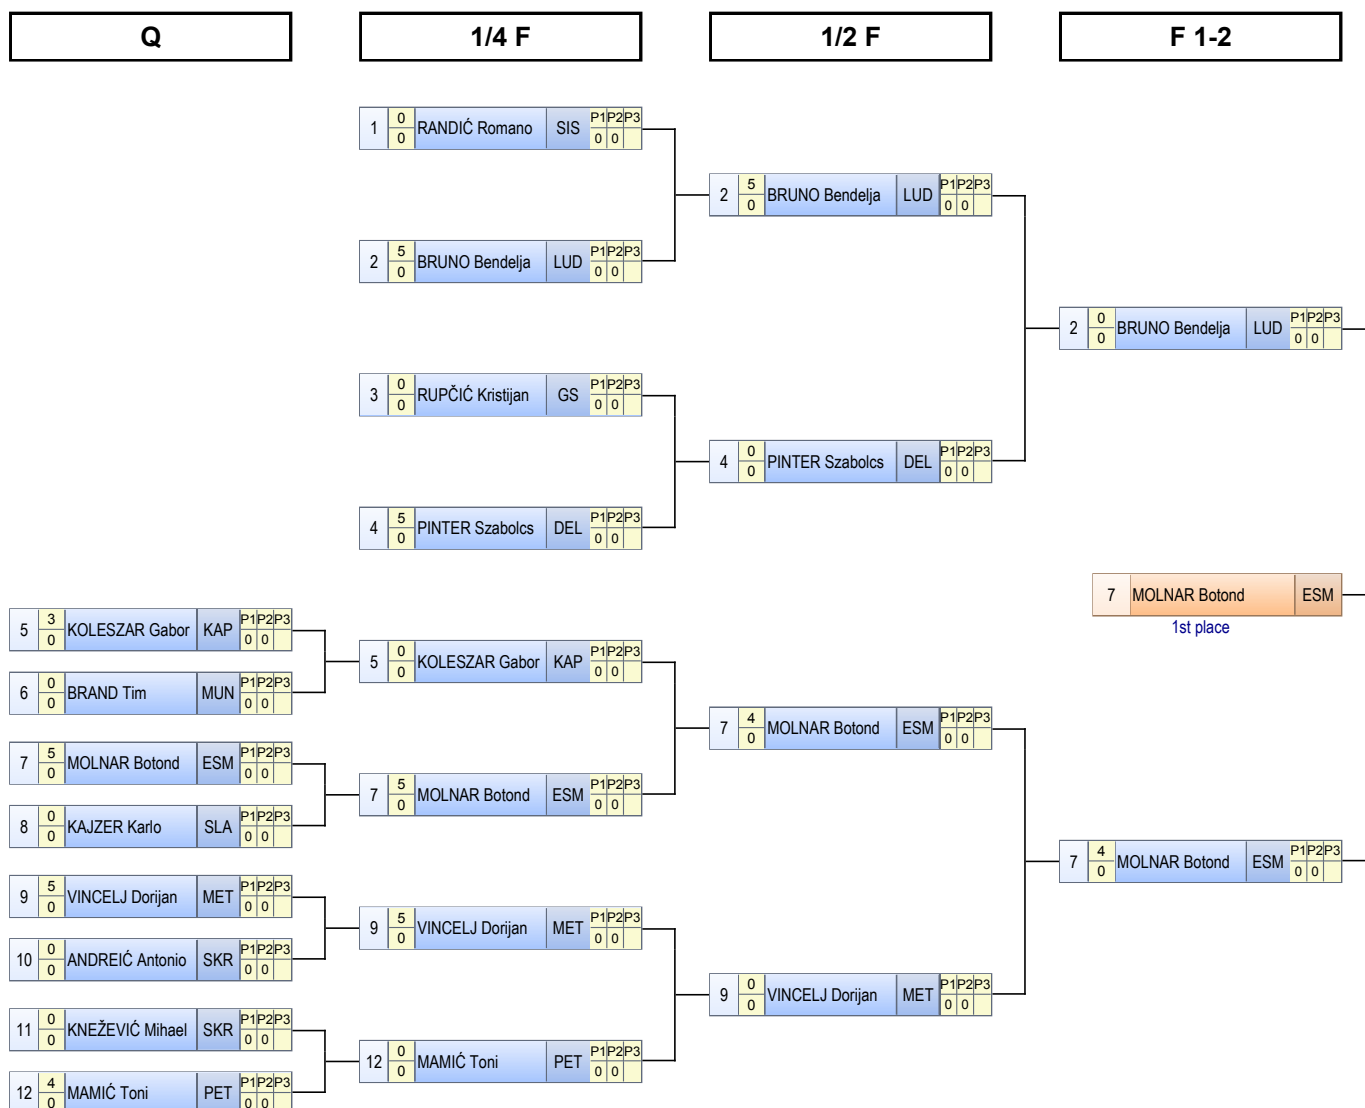 Q 1/4 F 1/2 F F 1-2
1 0 0 RANDIĆ Romano SIS P1 P2 P3 0 0
2 5 0 BRUNO Bendelja LUD P1 P2 P3 0 0
2 5 0 BRUNO Bendelja LUD P1 P2 P3 0 0
2 0 0 BRUNO Bendelja LUD P1 P2 P3 0 0
3 0 0 RUPČIĆ Kristijan GS P1 P2 P3 0 0
4 0 0 PINTER Szabolcs DEL P1 P2 P3 0 0
4 5 0 PINTER Szabolcs DEL P1 P2 P3 0 0
7 MOLNAR Botond ESM
1st place
5 3 0 KOLESZAR Gabor KAP P1 P2 P3 0 0
5 0 0 KOLESZAR Gabor KAP P1 P2 P3 0 0
6 0 0 BRAND Tim MUN P1 P2 P3 0 0
7 4 0 MOLNAR Botond ESM P1 P2 P3 0 0
7 5 0 MOLNAR Botond ESM P1 P2 P3 0 0
7 5 0 MOLNAR Botond ESM P1 P2 P3 0 0
8 0 0 KAJZER Karlo SLA P1 P2 P3 0 0
7 4 0 MOLNAR Botond ESM P1 P2 P3 0 0
9 5 0 VINCELJ Dorijan MET P1 P2 P3 0 0
9 5 0 VINCELJ Dorijan MET P1 P2 P3 0 0
10 0 0 ANDREIĆ Antonio SKR P1 P2 P3 0 0
9 0 0 VINCELJ Dorijan MET P1 P2 P3 0 0
11 0 0 KNEŽEVIĆ Mihael SKR P1 P2 P3 0 0
12 0 0 MAMIĆ Toni PET P1 P2 P3 0 0
12 4 0 MAMIĆ Toni PET P1 P2 P3 0 0